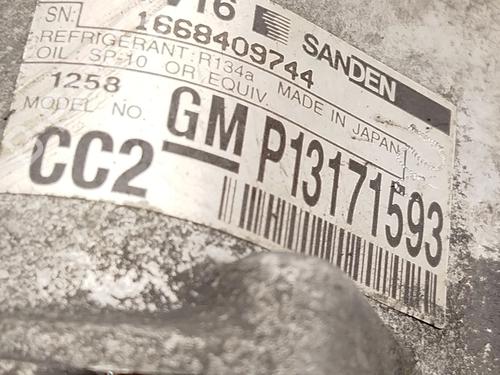 V16
SANDEN
SN: 1668409744
REFRIGERANT: R134a MADE IN JAPAN
OIL SP-10 OR EQUIV.
1258
MODEL NO.
GM P13171593
CC2